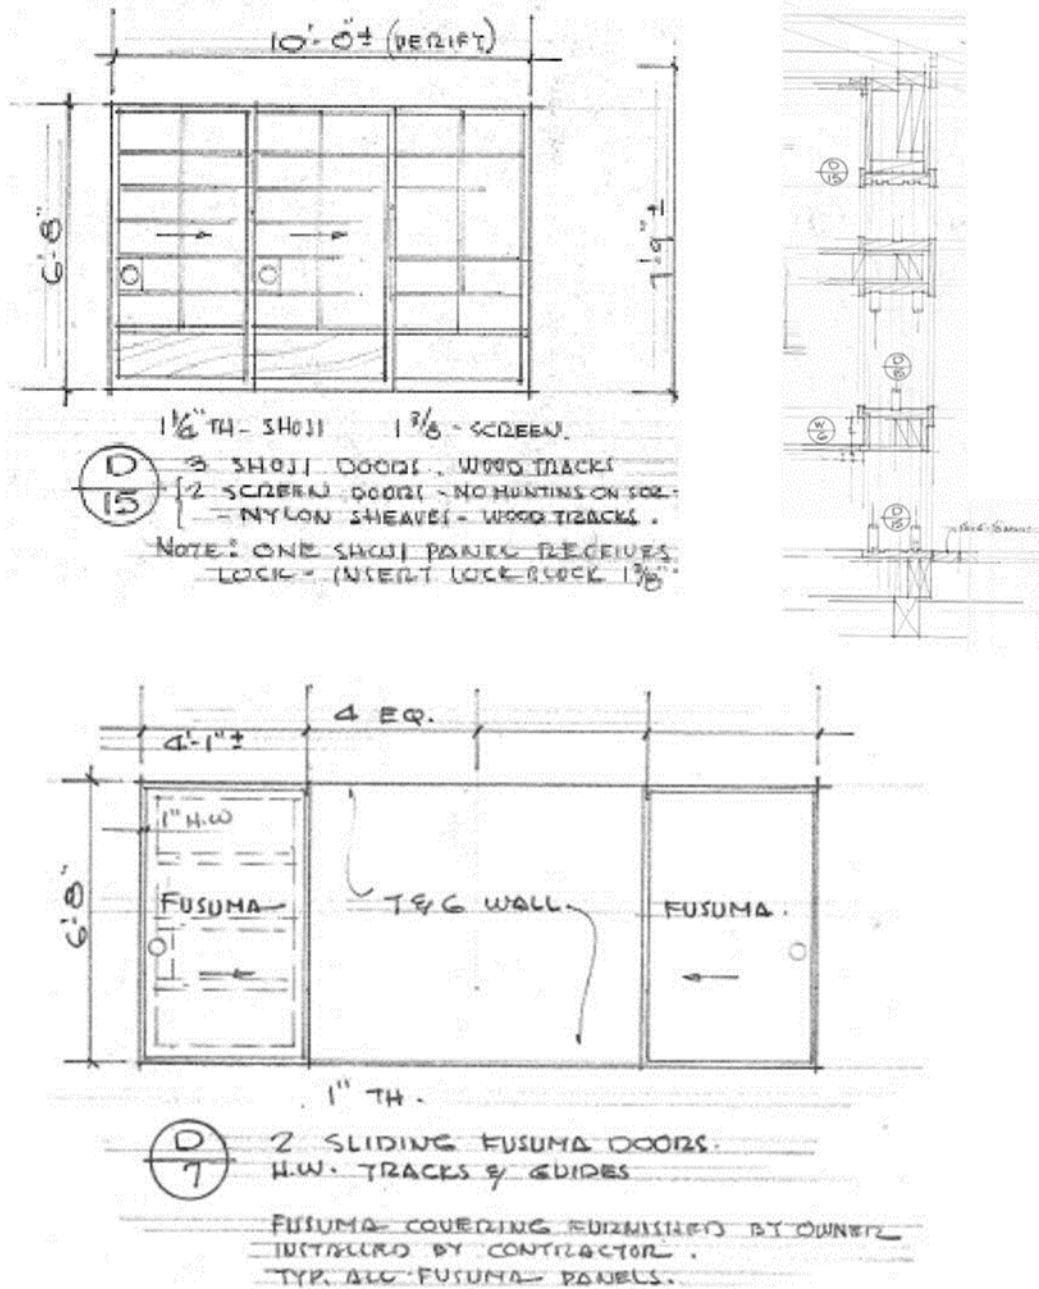 10'-0"± (VERIFY)
6'-8"
7'-9"±
1 1/8" TH - SHOJI 1 3/8 - SCREEN.
D
15
3 SHOJI DOORS. WOOD TRACKS
2 SCREEN DOORS - NO MUNTINS ON SCR-
- NYLON SHEAVES - WOOD TRACKS.
NOTE: ONE SHOJI PANEL RECEIVES
LOCK - INSERT LOCK BLOCK 1 3/8"
D
15
D
W
6
D
15
4 EQ.
4'-1"±
6'-8"
1" H.W
FUSUMA
T & G WALL
FUSUMA.
1" TH.
D
7
2 SLIDING FUSUMA DOORS.
H.W. TRACKS & GUIDES
FUSUMA COVERING FURNISHED BY OWNER
INSTALLED BY CONTRACTOR.
TYP. ALL FUSUMA PANELS.